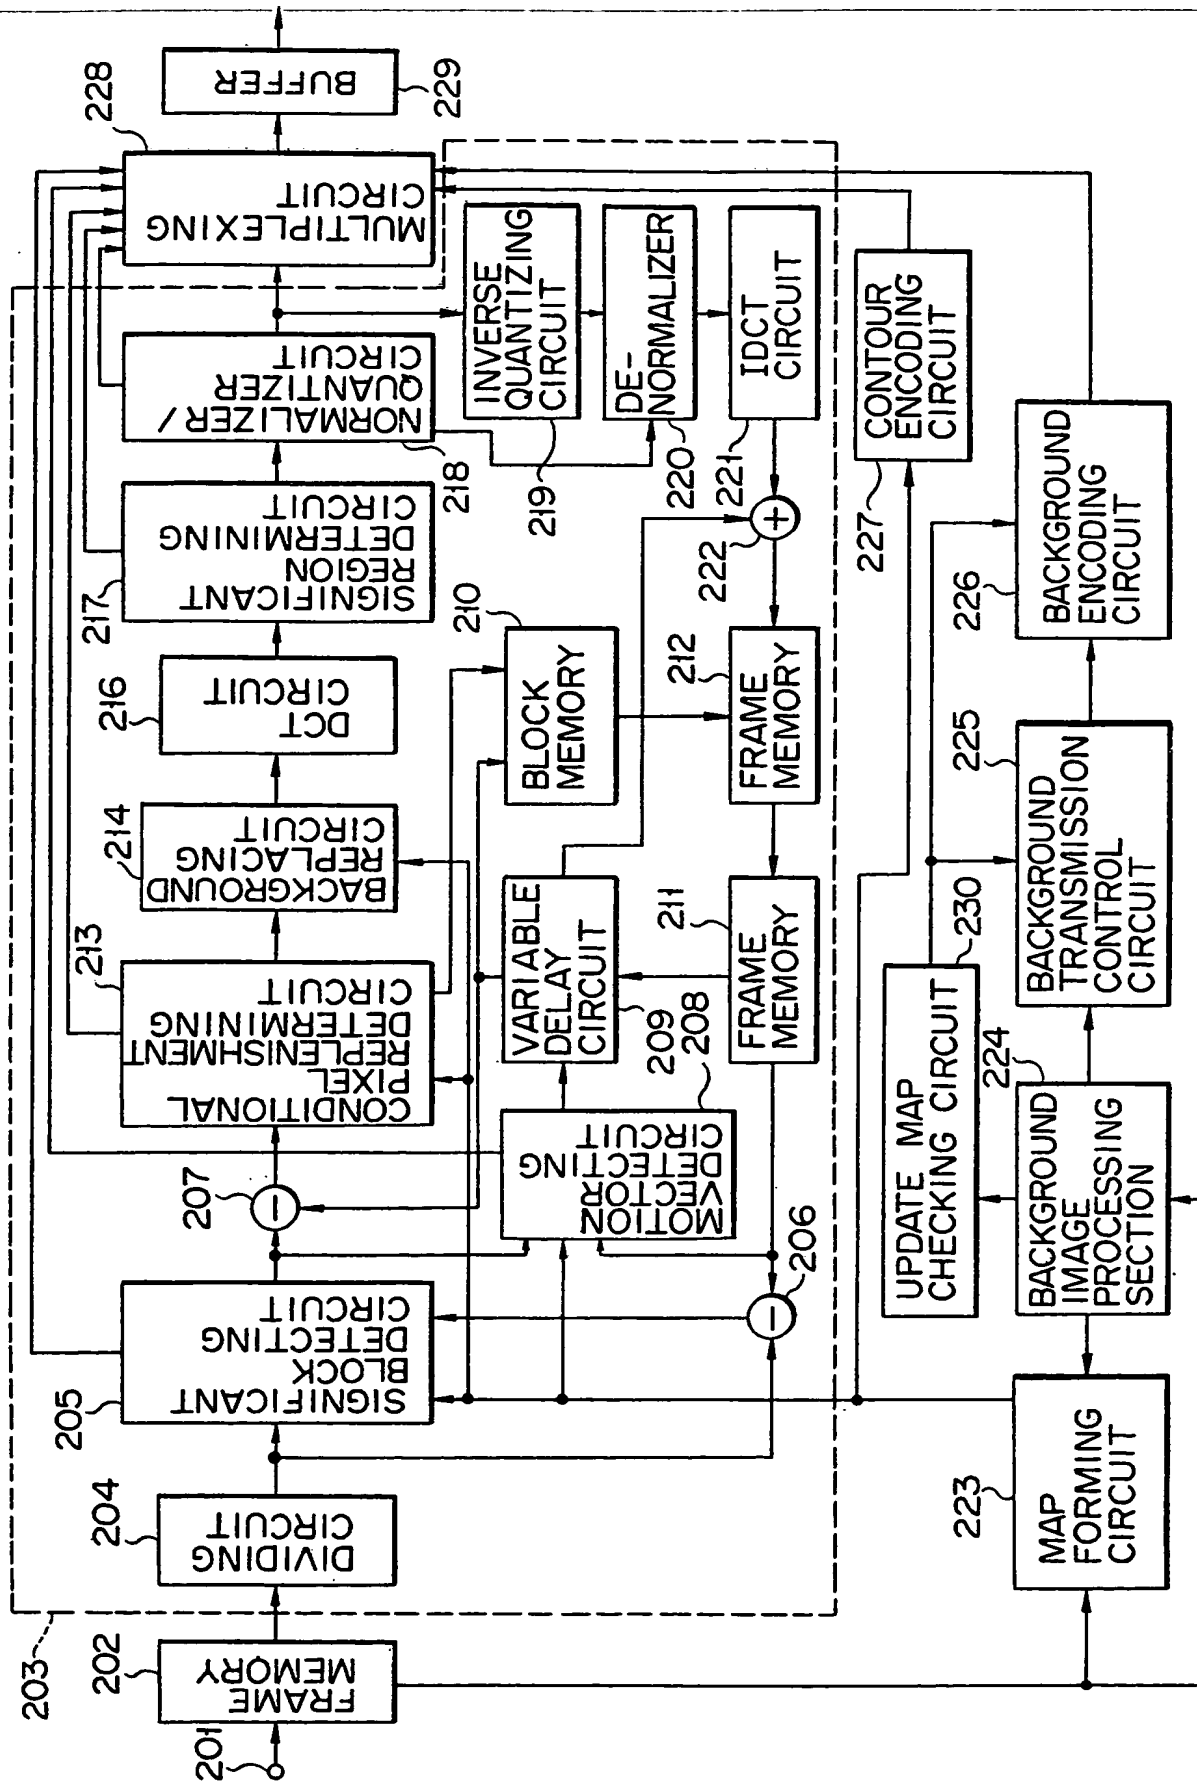 201
FRAME
MEMORY
202
203
DIVIDING
CIRCUIT
204
SIGNIFICANT
BLOCK
DETECTING
CIRCUIT
205
207
CONDITIONAL
PIXEL
REPLENISHMENT
DETERMINING
CIRCUIT
213
BACKGROUND
REPLACING
CIRCUIT
214
DCT
CIRCUIT
216
SIGNIFICANT
REGION
DETERMINING
CIRCUIT
217
NORMALIZER/
QUANTIZER
CIRCUIT
218
MULTIPLEXING
CIRCUIT
228
BUFFER
229
MOTION
VECTOR
DETECTING
CIRCUIT
208
VARIABLE
DELAY
CIRCUIT
209
BLOCK
MEMORY
210
INVERSE
QUANTIZING
CIRCUIT
219
DE-
NORMALIZER
220
IDCT
CIRCUIT
221
−
206
FRAME
MEMORY
211
FRAME
MEMORY
212
+
222
−
CONTOUR
ENCODING
CIRCUIT
227
UPDATE MAP
CHECKING CIRCUIT
230
MAP
FORMING
CIRCUIT
223
BACKGROUND
IMAGE
PROCESSING
SECTION
224
BACKGROUND
TRANSMISSION
CONTROL
CIRCUIT
225
BACKGROUND
ENCODING
CIRCUIT
226